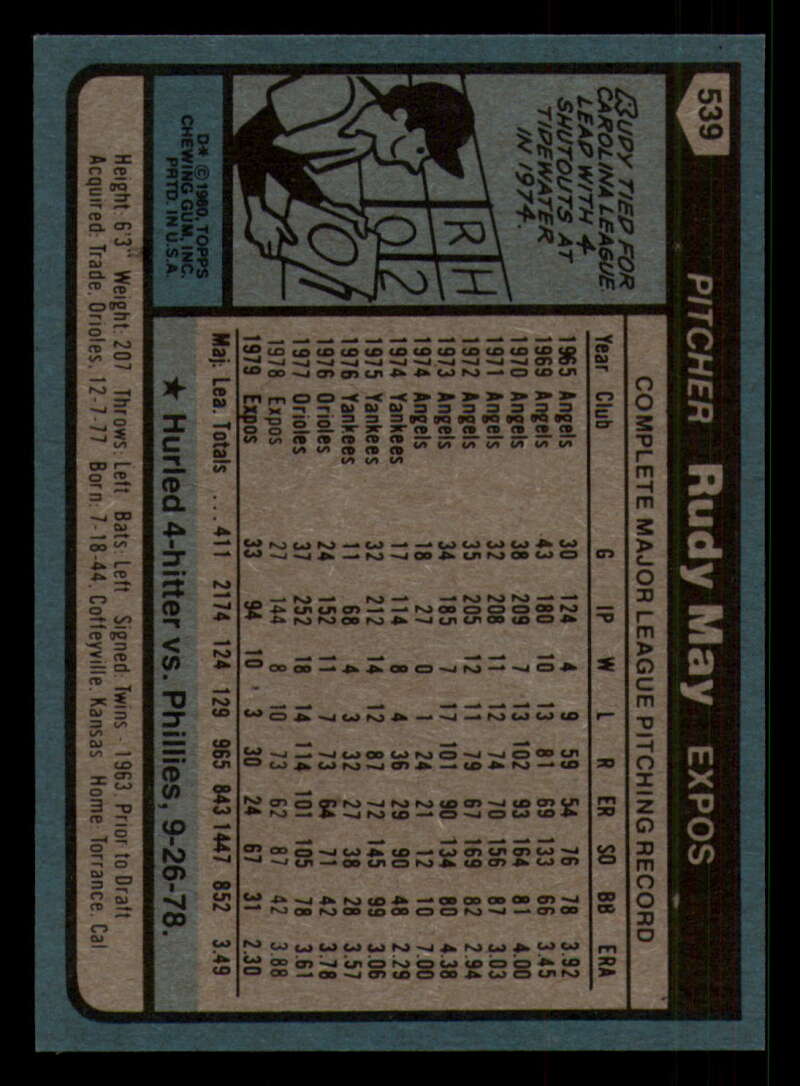 539 PITCHER Rudy May EXPOS
RUDY TIED FOR
CAROLINA LEAGUE
LEAD WITH 4
SHUTOUTS AT
TIDEWATER
IN 1974.
R H
0 2
0
D* © 1980, TOPPS
CHEWING GUM, INC.
PRTD. IN U.S.A.
COMPLETE MAJOR LEAGUE PITCHING RECORD
Year Club G IP W L R ER SO BB ERA
1965 Angels 30 124 4 9 59 54 76 78 3.92
1969 Angels 43 180 10 13 81 69 133 66 3.45
1970 Angels 38 209 7 13 102 93 164 81 4.00
1971 Angels 32 208 11 12 74 70 156 87 3.03
1972 Angels 35 205 12 11 79 67 169 82 2.94
1973 Angels 34 185 7 17 101 90 134 80 4.38
1974 Angels 18 27 0 1 24 21 12 10 7.00
1974 Yankees 17 114 8 4 36 29 90 48 2.29
1975 Yankees 32 212 14 12 87 72 145 99 3.06
1976 Yankees 11 68 4 3 32 27 38 28 3.57
1976 Orioles 24 152 11 7 73 64 71 42 3.78
1977 Orioles 37 252 18 14 114 101 105 78 3.61
1978 Expos 27 144 8 10 73 62 87 42 3.88
1979 Expos 33 94 10 3 30 24 67 31 2.30
Maj. Lea. Totals ... 411 2174 124 129 965 843 1447 852 3.49
★ Hurled 4-hitter vs. Phillies, 9-26-78.
Height: 6'3" Weight: 207 Throws: Left Bats: Left Signed: Twins - 1963, Prior to Draft
Acquired: Trade, Orioles, 12-7-77 Born: 7-18-44, Coffeyville, Kansas Home: Torrance, Cal